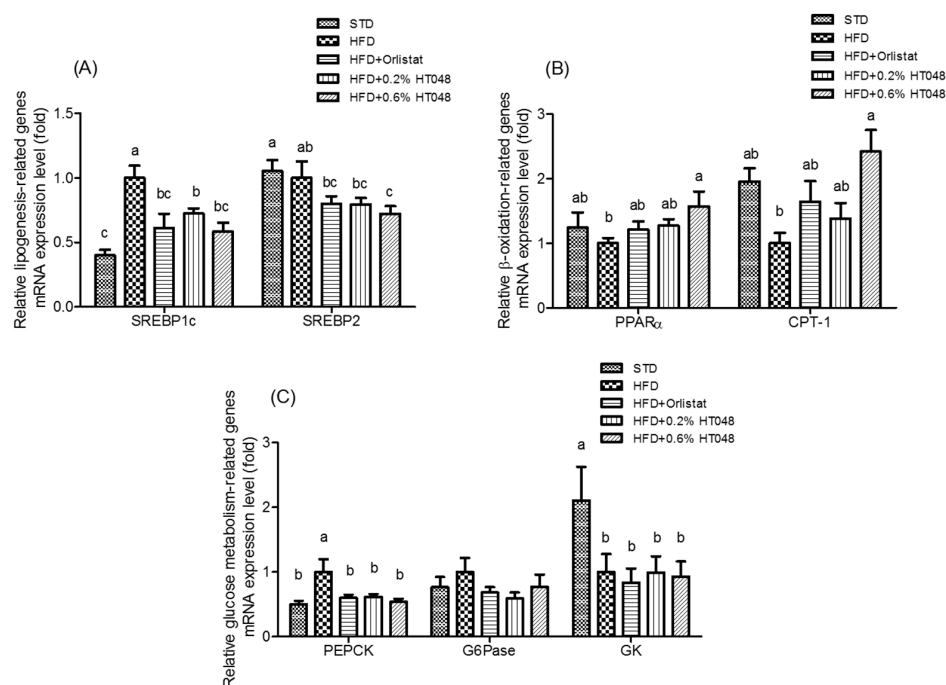 (A)
STD
HFD
HFD+Orlistat
HFD+0.2% HT048
HFD+0.6% HT048
Relative lipogenesis-related genes
mRNA expression level (fold)
1.5
1.0
0.5
0.0
c
a
bc
b
bc
a
ab
bc
bc
c
SREBP1c
SREBP2
(B)
STD
HFD
HFD+Orlistat
HFD+0.2% HT048
HFD+0.6% HT048
Relative β-oxidation-related genes
mRNA expression level (fold)
3
2
1
0
ab
b
ab
ab
a
ab
b
ab
ab
a
PPARα
CPT-1
(C)
STD
HFD
HFD+Orlistat
HFD+0.2% HT048
HFD+0.6% HT048
Relative glucose metabolism-related genes
mRNA expression level (fold)
3
2
1
0
b
a
b
b
b
a
b
b
b
b
PEPCK
G6Pase
GK